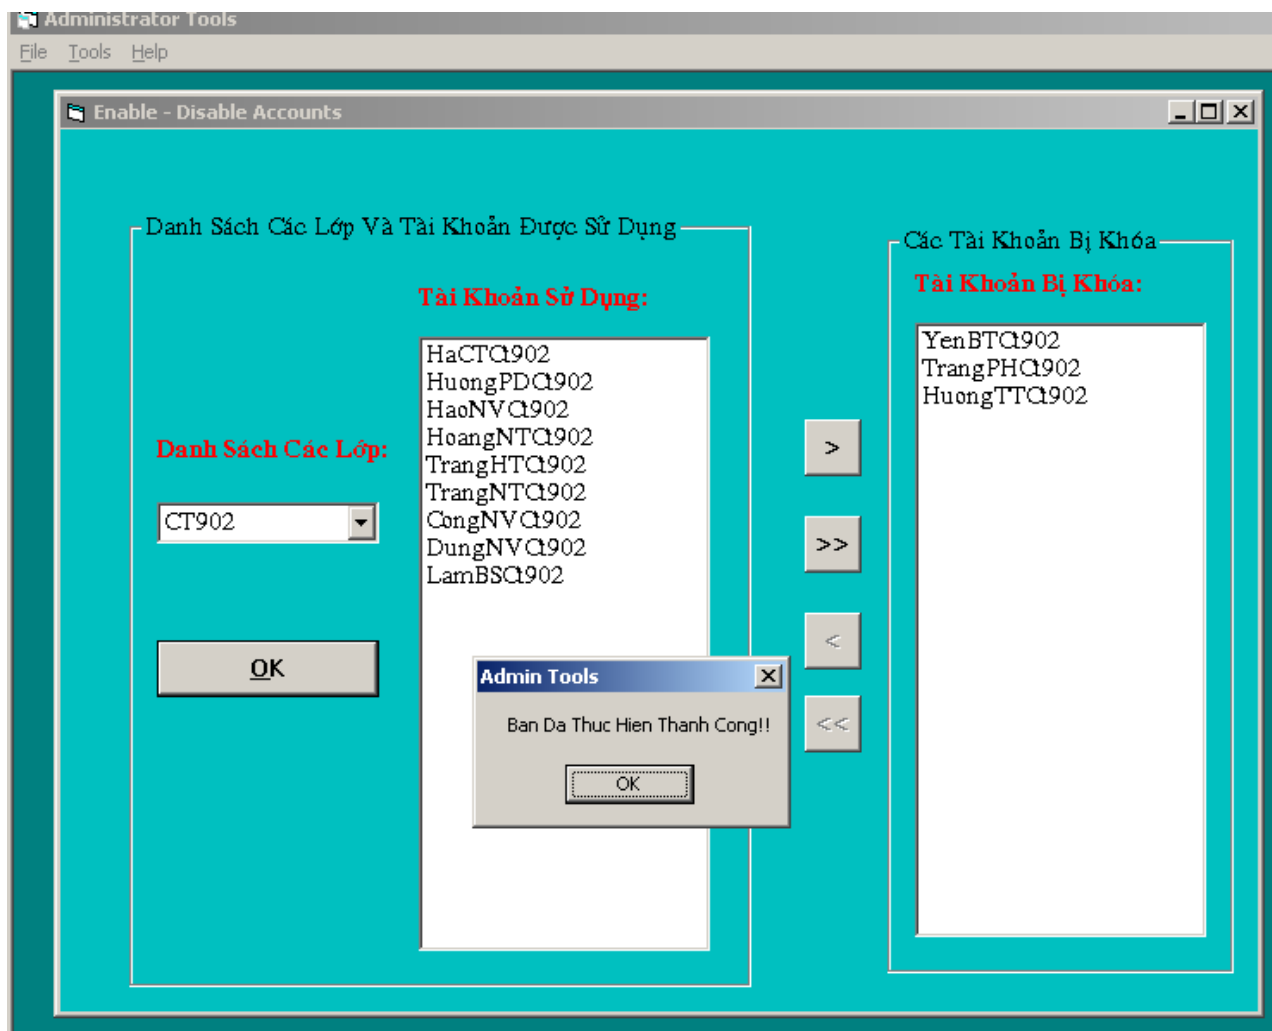 Administrator Tools
File Tools Help
Enable - Disable Accounts
Danh Sách Các Lớp Và Tài Khoản Được Sử Dụng
Tài Khoản Sử Dụng:
HaCTCt902
HuongPDCt902
HaoNVCt902
HoangNTCt902
TrangHTCt902
TrangNTCt902
CongNVCt902
DungNVCt902
LamBSCt902
Danh Sách Các Lớp:
CT902
OK
>
>>
<
<<
Các Tài Khoản Bị Khóa
Tài Khoản Bị Khóa:
YenBTCt902
TrangPHCt902
HuongTTCt902
Admin Tools
Ban Da Thuc Hien Thanh Cong!!
OK